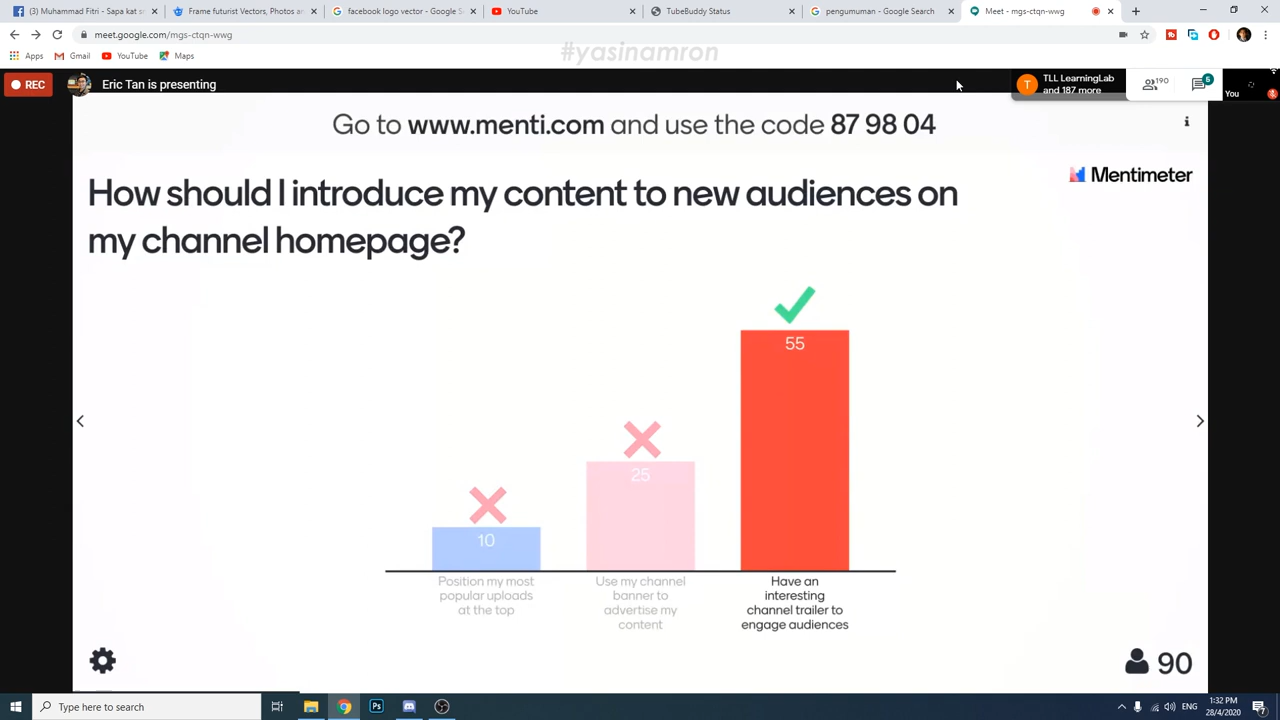 (3) Muhammad Fitri - Sapa kat s
Frame futurist Vectors, Photos an
facebook logo vector - Google S
YouTube
TubeBuddy Status
pengumuman - Google Search
Meet - mgs-ctqn-wwg
meet.google.com/mgs-ctqn-wwg
Apps
Gmail
YouTube
Maps
#yasinamron
REC
Eric Tan is presenting
T
TLL LearningLab
and 187 more
190
5
You
Go to www.menti.com and use the code 87 98 04
Mentimeter
How should I introduce my content to new audiences on
my channel homepage?
55
25
10
Position my most
popular uploads
at the top
Use my channel
banner to
advertise my
content
Have an
interesting
channel trailer to
engage audiences
90
Type here to search
Ps
ENG
1:32 PM
28/4/2020
7